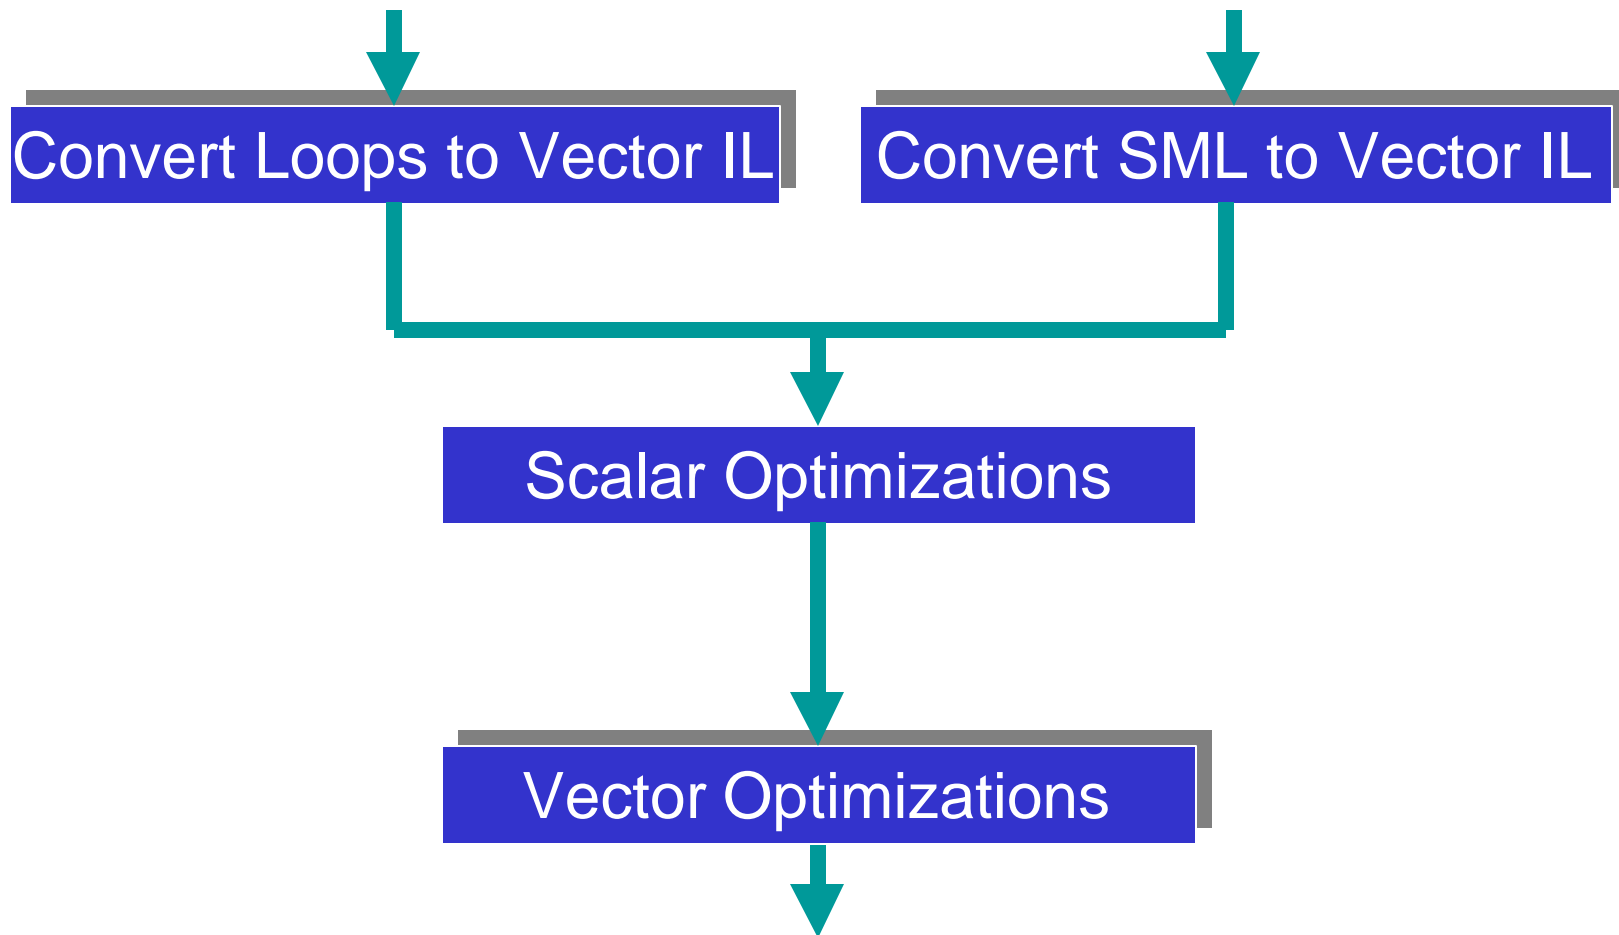 Convert Loops to Vector IL
Convert SML to Vector IL
Scalar Optimizations
Vector Optimizations